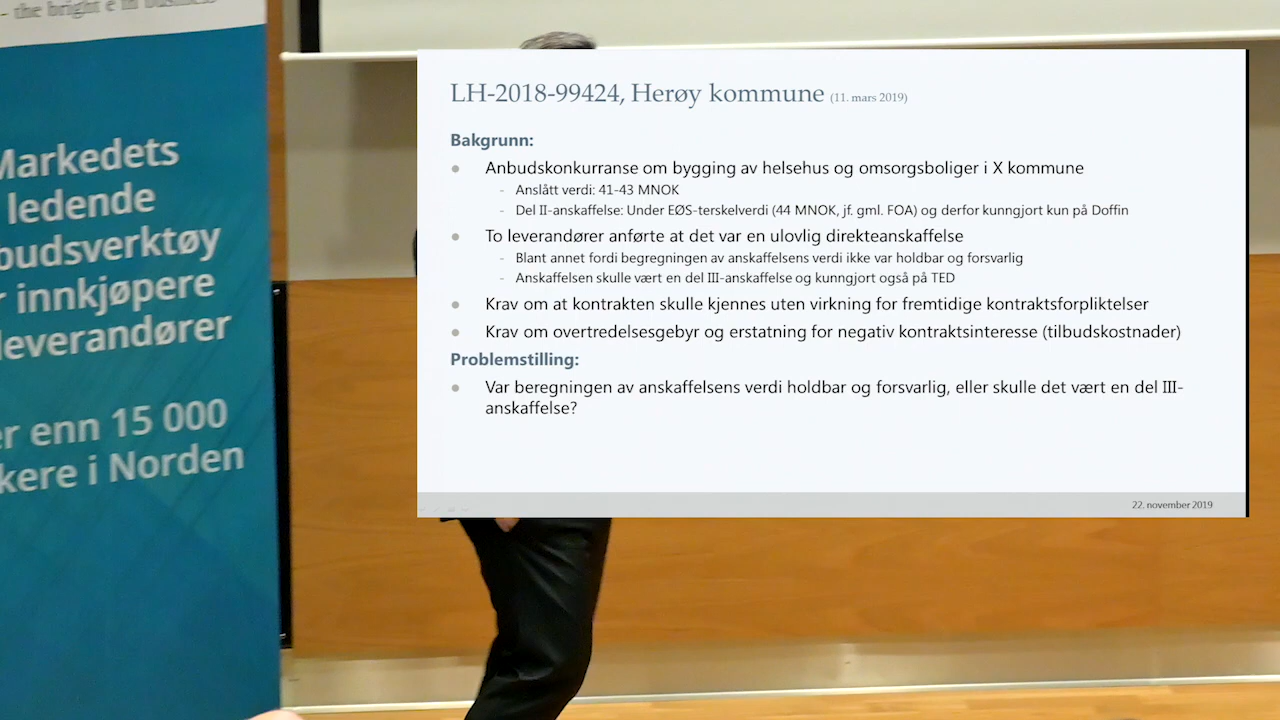 – the bright e in business
Markedets
ledende
budsverktøy
innkjøpere
leverandører
enn 15 000
i Norden
LH-2018-99424, Herøy kommune (11. mars 2019)
Bakgrunn:
● Anbudskonkurranse om bygging av helsehus og omsorgsboliger i X kommune
- Anslått verdi: 41-43 MNOK
- Del II-anskaffelse: Under EØS-terskelverdi (44 MNOK, jf. gml. FOA) og derfor kunngjort kun på Doffin
● To leverandører anførte at det var en ulovlig direkteanskaffelse
- Blant annet fordi begregningen av anskaffelsens verdi ikke var holdbar og forsvarlig
- Anskaffelsen skulle vært en del III-anskaffelse og kunngjort også på TED
● Krav om at kontrakten skulle kjennes uten virkning for fremtidige kontraktsforpliktelser
● Krav om overtredelsesgebyr og erstatning for negativ kontraktsinteresse (tilbudskostnader)
Problemstilling:
● Var beregningen av anskaffelsens verdi holdbar og forsvarlig, eller skulle det vært en del III-
anskaffelse?
22. november 2019